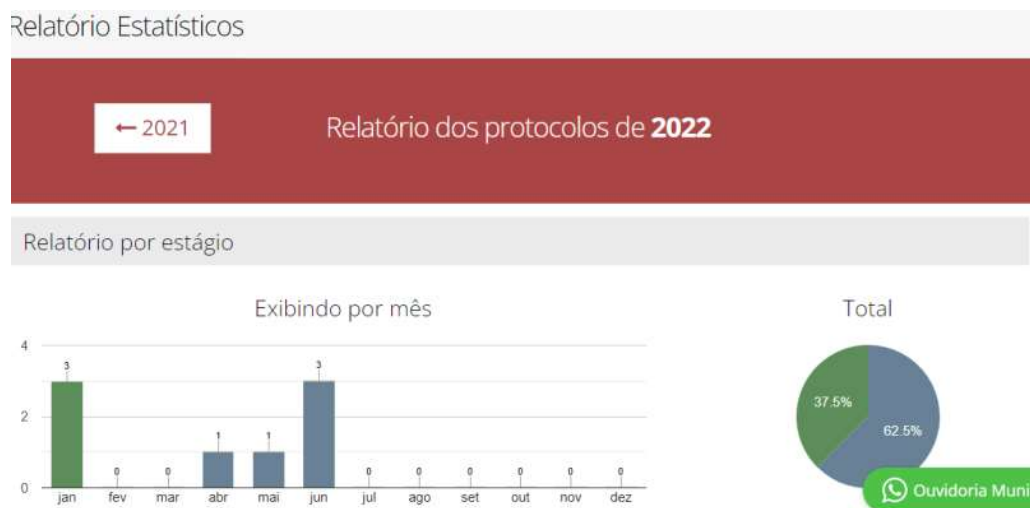 Relatório Estatísticos
← 2021
Relatório dos protocolos de 2022
Relatório por estágio
Exibindo por mês
Total
4
2
0
3 0 0 1 1 3 0 0 0 0 0 0
jan fev mar abr mai jun jul ago set out nov dez
37.5%
62.5%
Ouvidoria Muni